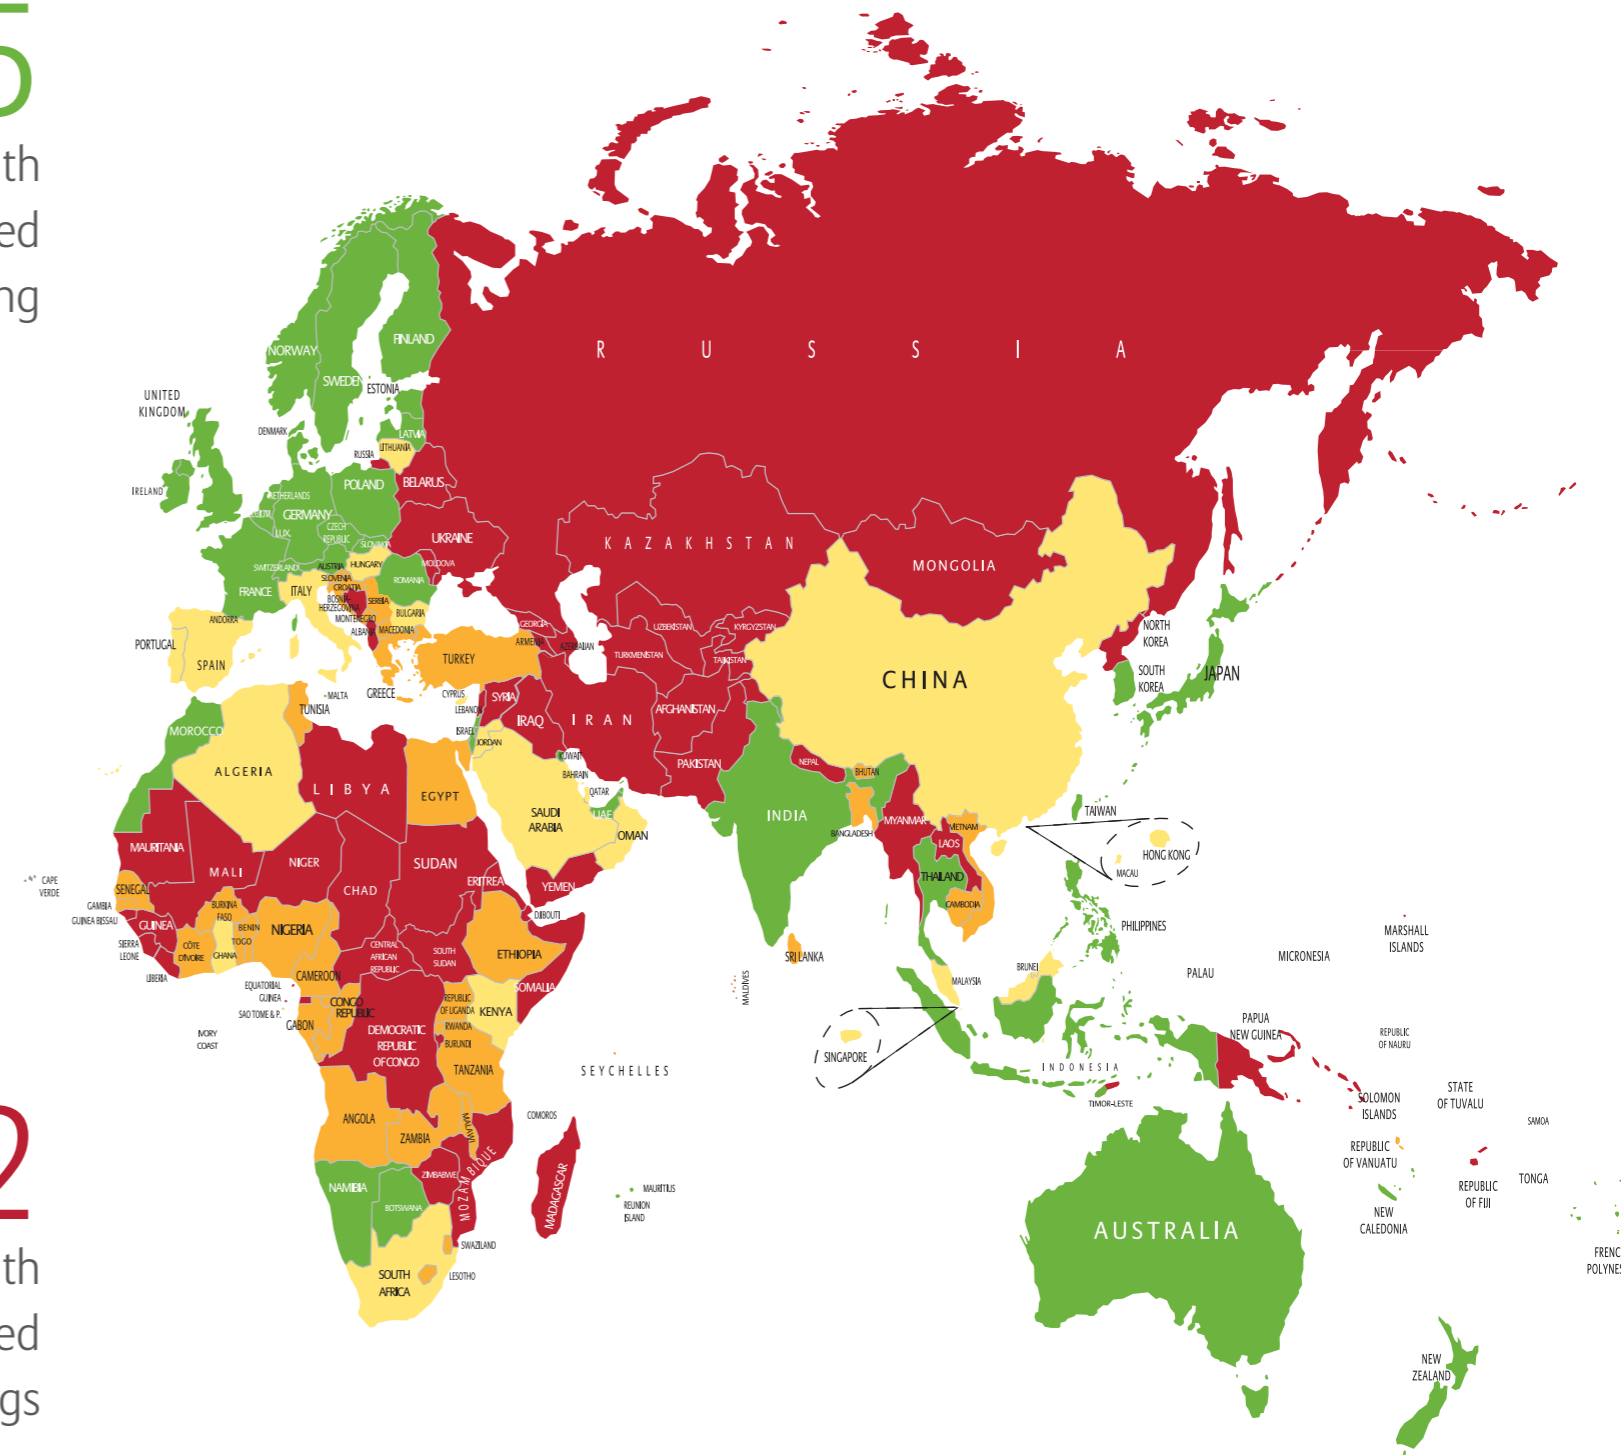 5
th
ed
ng
RUSSIA
NORWAY
FINLAND
SWEDEN
ESTONIA
UNITED
KINGDOM
DENMARK
LATVIA
LITHUANIA
RUSSIA
IRELAND
POLAND
BELARUS
GERMANY
LUX.
CZECH
REPUBLIC
SLOVAKIA
UKRAINE
MOLDOVA
KAZAKHSTAN
MONGOLIA
SWITZERLAND
AUSTRIA
HUNGARY
ROMANIA
FRANCE
ITALY
SLOVENIA
CROATIA
SERBIA
HERZEGOVINA
BULGARIA
MONTENEGRO
ALBANIA
MACEDONIA
ANDORRA
PORTUGAL
SPAIN
GREECE
TURKEY
GEORGIA
ARMENIA
AZERBAIJAN
UZBEKISTAN
KYRGYZSTAN
TURKMENISTAN
TAJIKISTAN
CHINA
NORTH
KOREA
SOUTH
KOREA
JAPAN
MALTA
TUNISIA
CYPRUS
LEBANON
SYRIA
ISRAEL
JORDAN
IRAQ
IRAN
AFGHANISTAN
PAKISTAN
KUWAIT
BAHRAIN
QATAR
UAE
OMAN
SAUDI
ARABIA
YEMEN
NEPAL
BHUTAN
INDIA
BANGLADESH
MYANMAR
VIETNAM
LAOS
THAILAND
CAMBODIA
TAIWAN
HONG KONG
MACAU
MOROCCO
ALGERIA
LIBYA
EGYPT
MAURITANIA
MALI
NIGER
CHAD
SUDAN
ERITREA
DJIBOUTI
CAPE
VERDE
SENEGAL
GAMBIA
GUINEA BISSAU
GUINEA
SIERRA
LEONE
LIBERIA
CÔTE
D'IVOIRE
BURKINA
FASO
GHANA
BENIN
TOGO
NIGERIA
CAMEROON
CENTRAL
AFRICAN
REPUBLIC
SOUTH
SUDAN
ETHIOPIA
SOMALIA
EQUATORIAL
GUINEA
SAO TOME & P.
GABON
CONGO
REPUBLIC
DEMOCRATIC
REPUBLIC
OF CONGO
REPUBLIC
OF UGANDA
KENYA
RWANDA
BURUNDI
TANZANIA
IVORY
COAST
SEYCHELLES
SRI LANKA
MALDIVES
MALAYSIA
BRUNEI
PHILIPPINES
SINGAPORE
INDONESIA
TIMOR-LESTE
PALAU
MICRONESIA
MARSHALL
ISLANDS
PAPUA
NEW GUINEA
REPUBLIC
OF NAURU
SOLOMON
ISLANDS
STATE
OF TUVALU
SAMOA
REPUBLIC
OF VANUATU
REPUBLIC
OF FIJI
TONGA
NEW
CALEDONIA
FRENC
POLYNES
2
th
ed
gs
ANGOLA
ZAMBIA
MALAWI
COMOROS
ZIMBABWE
MOZAMBIQUE
MADAGASCAR
MAURITIUS
REUNION
ISLAND
NAMIBIA
BOTSWANA
SWAZILAND
SOUTH
AFRICA
LESOTHO
AUSTRALIA
NEW
ZEALAND